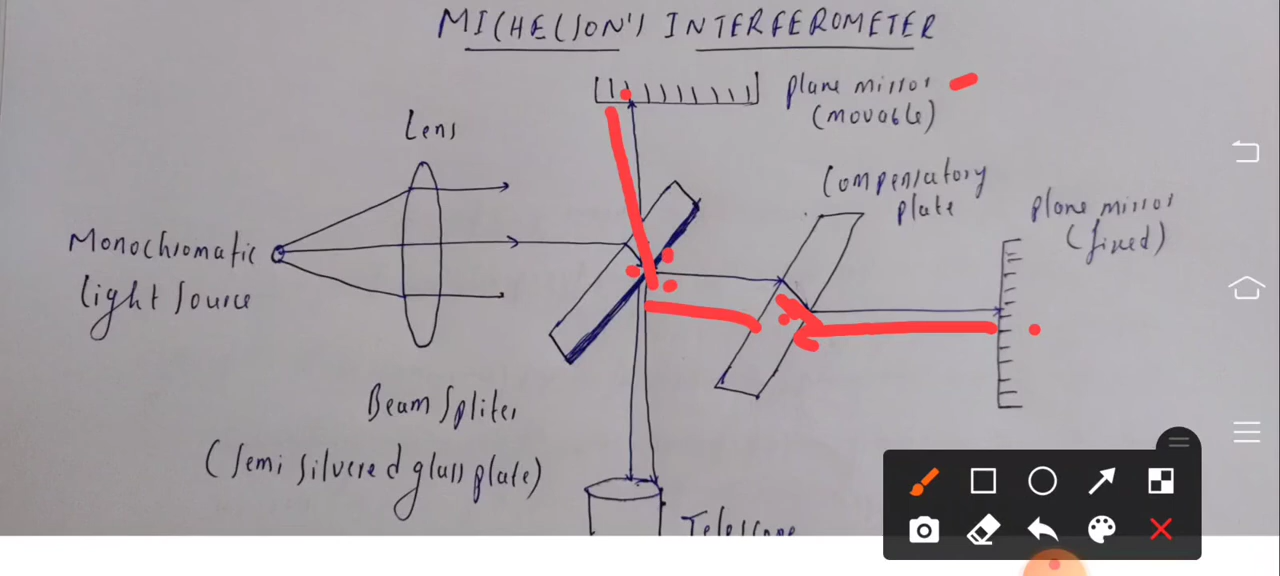 MICHELSON'S INTERFEROMETER
plane mirror
(movable)
Lens
Compensatory
plate
plane mirror
(fixed)
Monochromatic
light source
Beam Spliter
(semi silvered glass plate)
Telescope